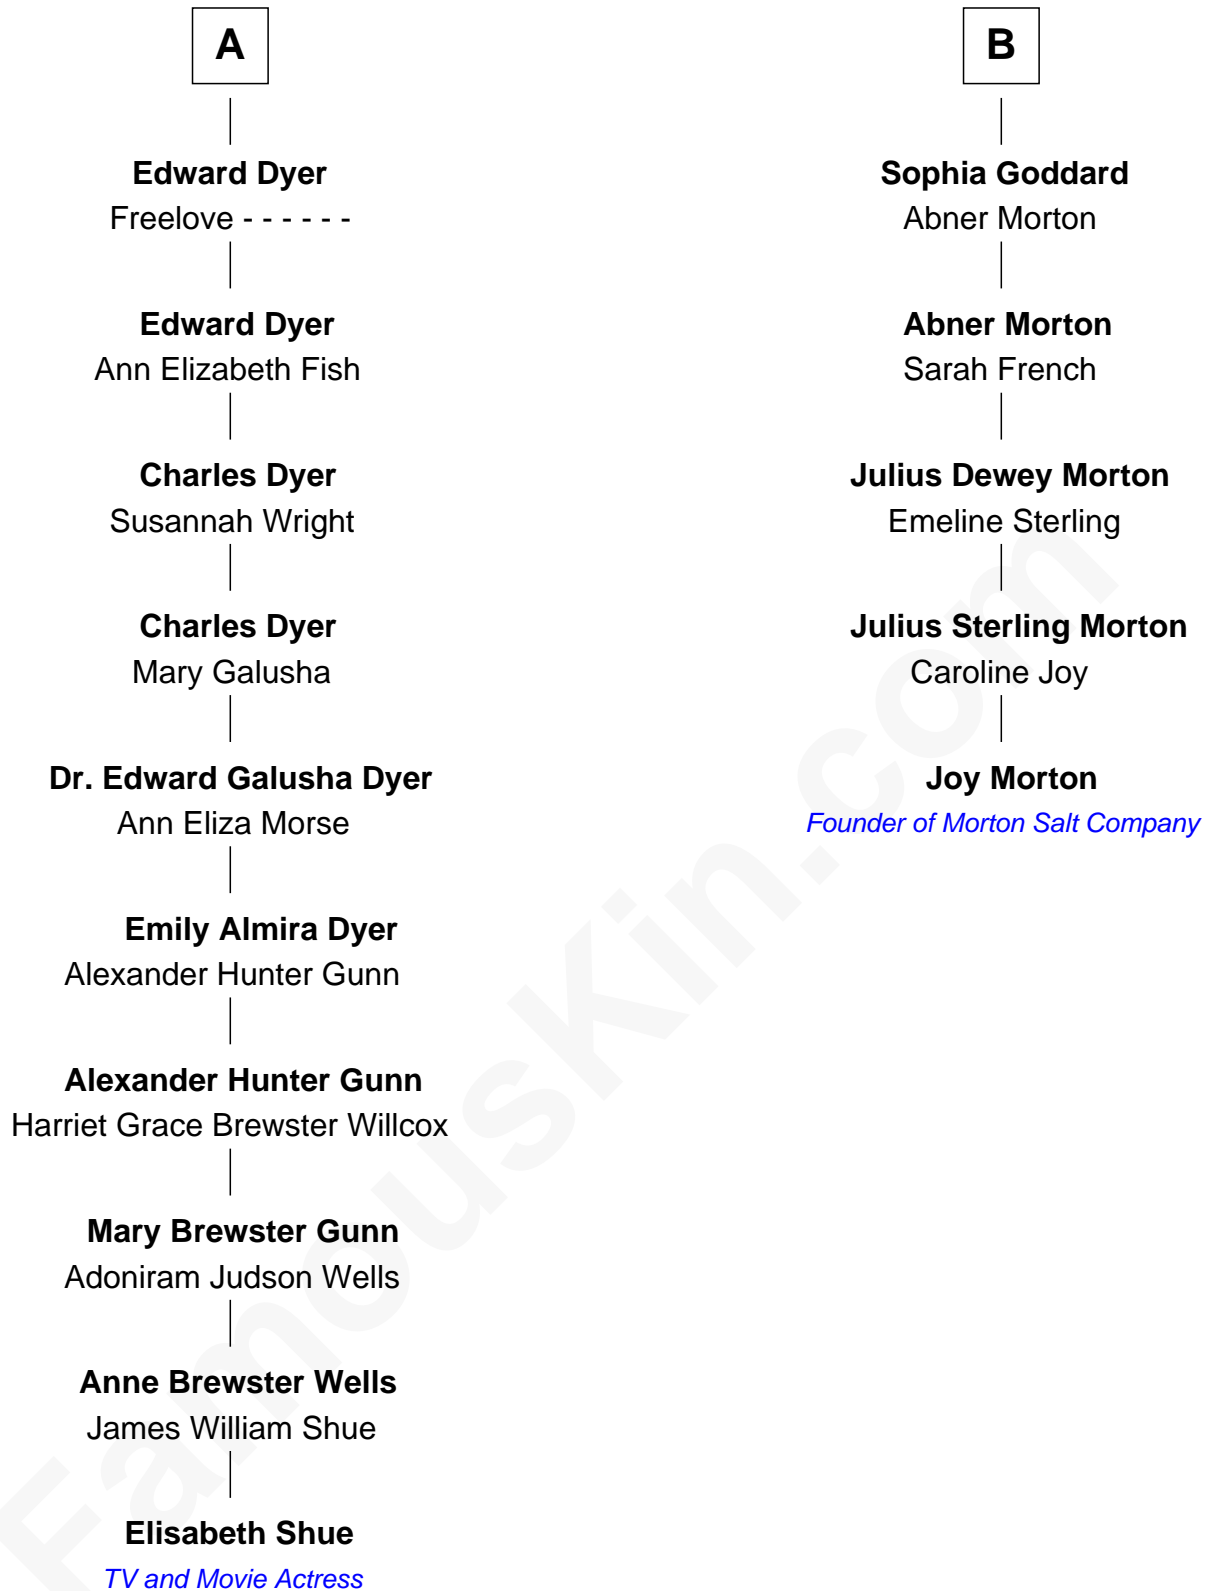 A
Edward Dyer
Freelove - - - - - -
Edward Dyer
Ann Elizabeth Fish
Charles Dyer
Susannah Wright
Charles Dyer
Mary Galusha
Dr. Edward Galusha Dyer
Ann Eliza Morse
Emily Almira Dyer
Alexander Hunter Gunn
Alexander Hunter Gunn
Harriet Grace Brewster Willcox
Mary Brewster Gunn
Adoniram Judson Wells
Anne Brewster Wells
James William Shue
Elisabeth Shue
TV and Movie Actress
B
Sophia Goddard
Abner Morton
Abner Morton
Sarah French
Julius Dewey Morton
Emeline Sterling
Julius Sterling Morton
Caroline Joy
Joy Morton
Founder of Morton Salt Company
FamousKin.com